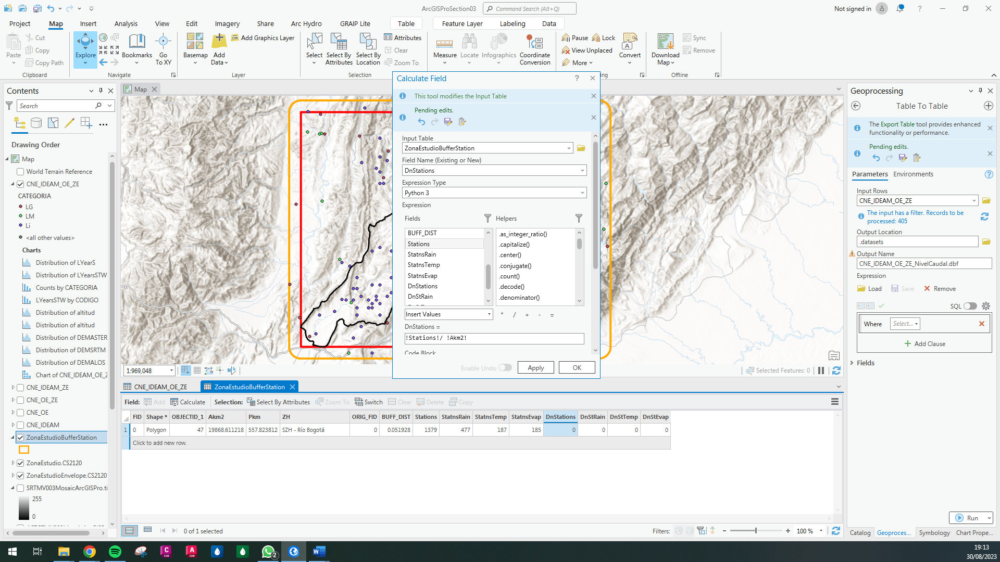 ArcGISProSection03
Command Search (Alt+Q)
Not signed in
?
Project
Map
Insert
Analysis
View
Edit
Imagery
Share
Arc Hydro
GRAIP Lite
Table
Feature Layer
Labeling
Data
Paste
Cut
Copy
Copy Path
Clipboard
Explore
Bookmarks
Go To XY
Navigate
Basemap
Add Data
Add Graphics Layer
Layer
Select
Select By Attributes
Select By Location
Attributes
Clear
Zoom To
Selection
Measure
Locate
Infographics
Coordinate Conversion
Pause
Lock
View Unplaced
More
Convert
Download Map
Sync
Remove
Offline
Contents
Search
Drawing Order
Map
World Terrain Reference
CNE_IDEAM_OE_ZE
CATEGORIA
LG
LM
Li
<all other values>
Charts
Distribution of LYearS
Distribution of LYearsSTW
Counts by CATEGORIA
LYearsSTW by CODIGO
Distribution of altitud
Distribution of altitud
Distribution of DEMASTER
Distribution of DEMSRTM
Distribution of DEMALOS
Chart of CNE_IDEAM_OE_Z
CNE_IDEAM_ZE
CNE_OE_ZE
CNE_OE
CNE_IDEAM
ZonaEstudioBufferStation
ZonaEstudio.CS2120
ZonaEstudioEnvelope.CS2120
SRTMV003MosaicArcGISPro.ti
255
0
Map
Calculate Field
?
This tool modifies the Input Table
Pending edits.
Input Table
ZonaEstudioBufferStation
Field Name (Existing or New)
DnStations
Expression Type
Python 3
Expression
Fields
Helpers
BUFF_DIST
Stations
StatnsRain
StatnsTemp
StatnsEvap
DnStations
DnStRain
.as_integer_ratio()
.capitalize()
.center()
.conjugate()
.count()
.decode()
.denominator()
Insert Values
* / + - =
DnStations =
!Stations!/ !Akm2!
Code Block
Enable Undo
Apply
OK
1:969,048
Selected Features: 0
CNE_IDEAM_OE_ZE
ZonaEstudioBufferStation
Field:
Add
Calculate
Selection:
Select By Attributes
Zoom To
Switch
Clear
Delete
Copy
FID Shape * OBJECTID_1 Akm2 Pkm ZH ORIG_FID BUFF_DIST Stations StatnsRain StatnsTemp StatnsEvap DnStations DnStRain DnStTemp DnStEvap
1 0 Polygon 47 19868.611218 557.823812 SZH - Río Bogotá 0 0.051928 1379 477 187 185 0 0 0 0
Click to add new row.
0 of 1 selected
Filters:
100 %
Geoprocessing
Table To Table
The Export Table tool provides enhanced functionality or performance.
Pending edits.
Parameters
Environments
Input Rows
CNE_IDEAM_OE_ZE
The input has a filter. Records to be processed: 405
Output Location
.datasets
Output Name
CNE_IDEAM_OE_ZE_NivelCaudal.dbf
Expression
Load
Save
Remove
SQL
Where
Select...
Add Clause
Fields
Run
Catalog
Geoproces...
Symbology
Chart Prope...
2
19:13
30/08/2023